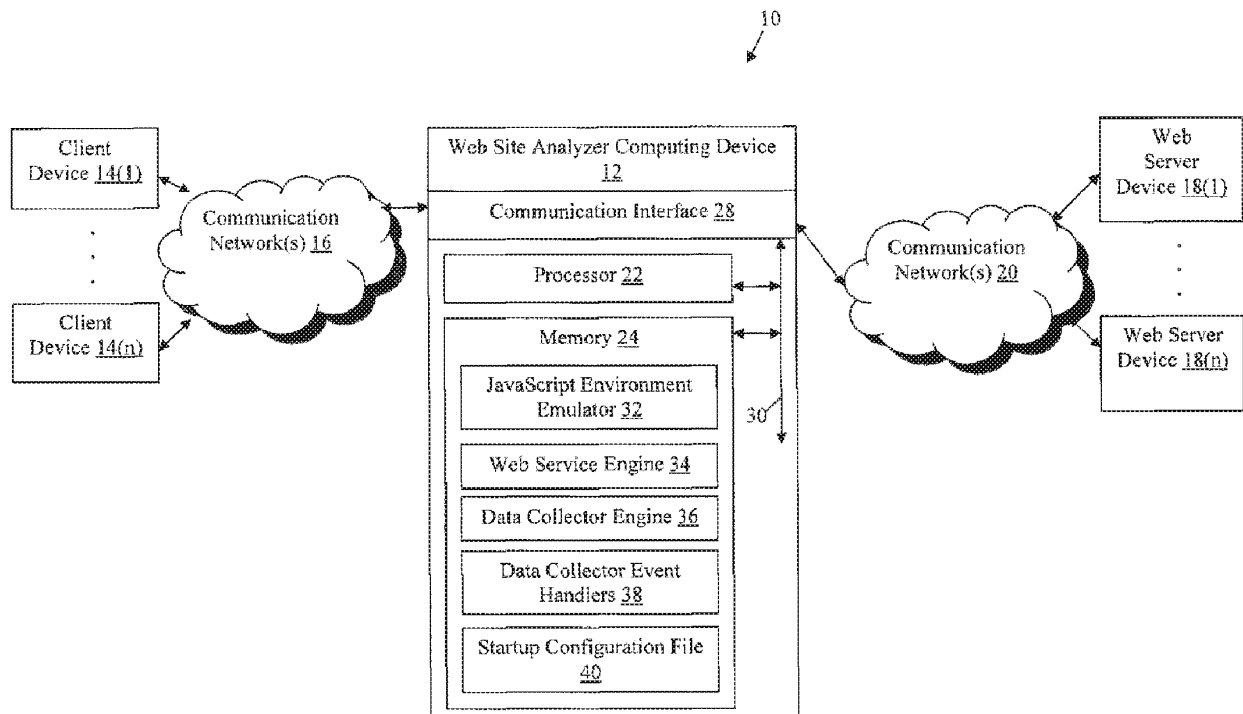 10
Client
Device 14(1)
Communication
Network(s) 16
Client
Device 14(n)
Web Site Analyzer Computing Device
12
Communication Interface 28
Processor 22
Memory 24
JavaScript Environment
Emulator 32
30
Web Service Engine 34
Data Collector Engine 36
Data Collector Event
Handlers 38
Startup Configuration File
40
Communication
Network(s) 20
Web
Server
Device 18(1)
Web Server
Device 18(n)